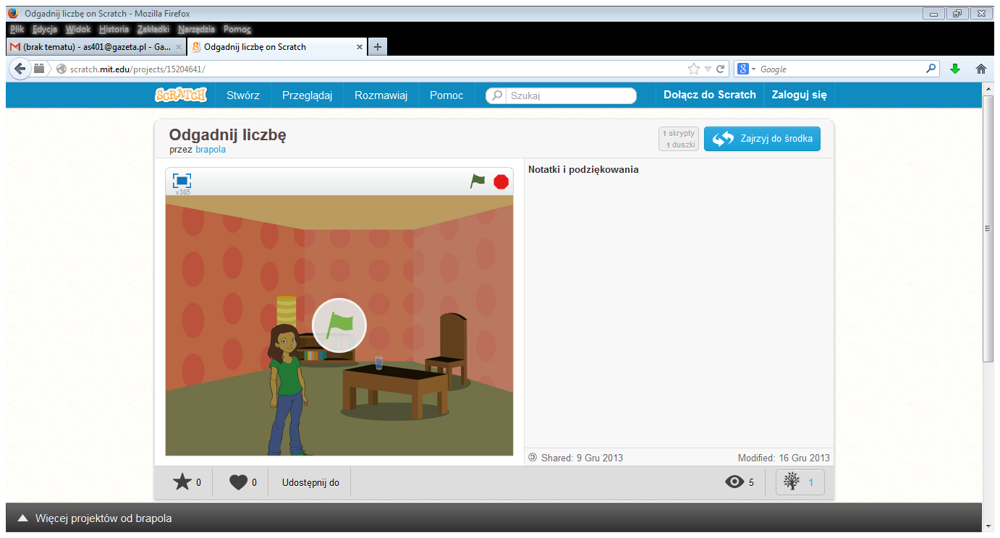 Odgadnij liczbę on Scratch - Mozilla Firefox
Plik Edycja Widok Historia Zakładki Narzędzia Pomoc
(brak tematu) - as401@gazeta.pl - Ga... Odgadnij liczbę on Scratch
scratch.mit.edu/projects/15204641/ Google
SCRATCH Stwórz Przeglądaj Rozmawiaj Pomoc Szukaj Dołącz do Scratch Zaloguj się
Odgadnij liczbę
przez brapola
1 skrypty
1 duszki
Zajrzyj do środka
v385
Notatki i podziękowania
Shared: 9 Gru 2013 Modified: 16 Gru 2013
0 0 Udostępnij do 5 1
Więcej projektów od brapola